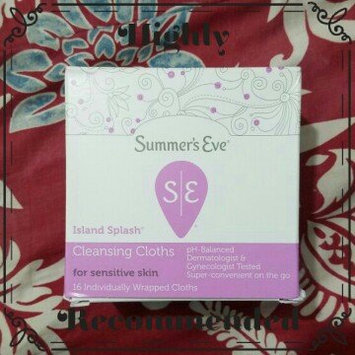 Highly
Summer's Eve®
S|E
Island Splash®
Cleansing Cloths
for sensitive skin
16 Individually Wrapped Cloths
pH-Balanced
Dermatologist &
Gynecologist Tested
Super-convenient on the go
Recommended